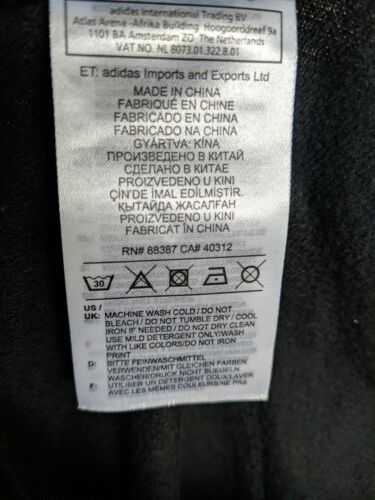 adidas International Trading BV
Atlas Arena -Afrika Building Hoogoorddreef 9a
1101 BA Amsterdam ZO The Netherlands
VAT NO. NL 8073.01.322.B.01
ET: adidas Imports and Exports Ltd
MADE IN CHINA
FABRIQUÉ EN CHINE
FABRICADO EN CHINA
FABRICADO NA CHINA
GYÁRTVA: KÍNA
ПРОИЗВЕДЕНО В КИТАЙ
СДЕЛАНО В КИТАЕ
PROIZVEDENO U KINI
ÇIN'DE IMAL EDILMIŞTIR.
ҚЫТАЙДА ЖАСАЛҒАН
PROIZVEDENO U KINI
FABRICAT ÎN CHINA
RN# 88387 CA# 40312
30
US /
UK: MACHINE WASH COLD / DO NOT
BLEACH / DO NOT TUMBLE DRY / COOL
IRON IF NEEDED / DO NOT DRY CLEAN
USE MILD DETERGENT ONLY/WASH
WITH LIKE COLORS/DO NOT IRON
PRINT
D: BITTE FEINWASCHMITTEL
VERWENDEN/MIT GLEICHEN FARBEN
WASCHEN/DRUCK NICHT BUEGELN
F: UTILISER UN DETERGENT DOUX/LAVER
AVEC LES MÊMES COULEURS/NE PAS